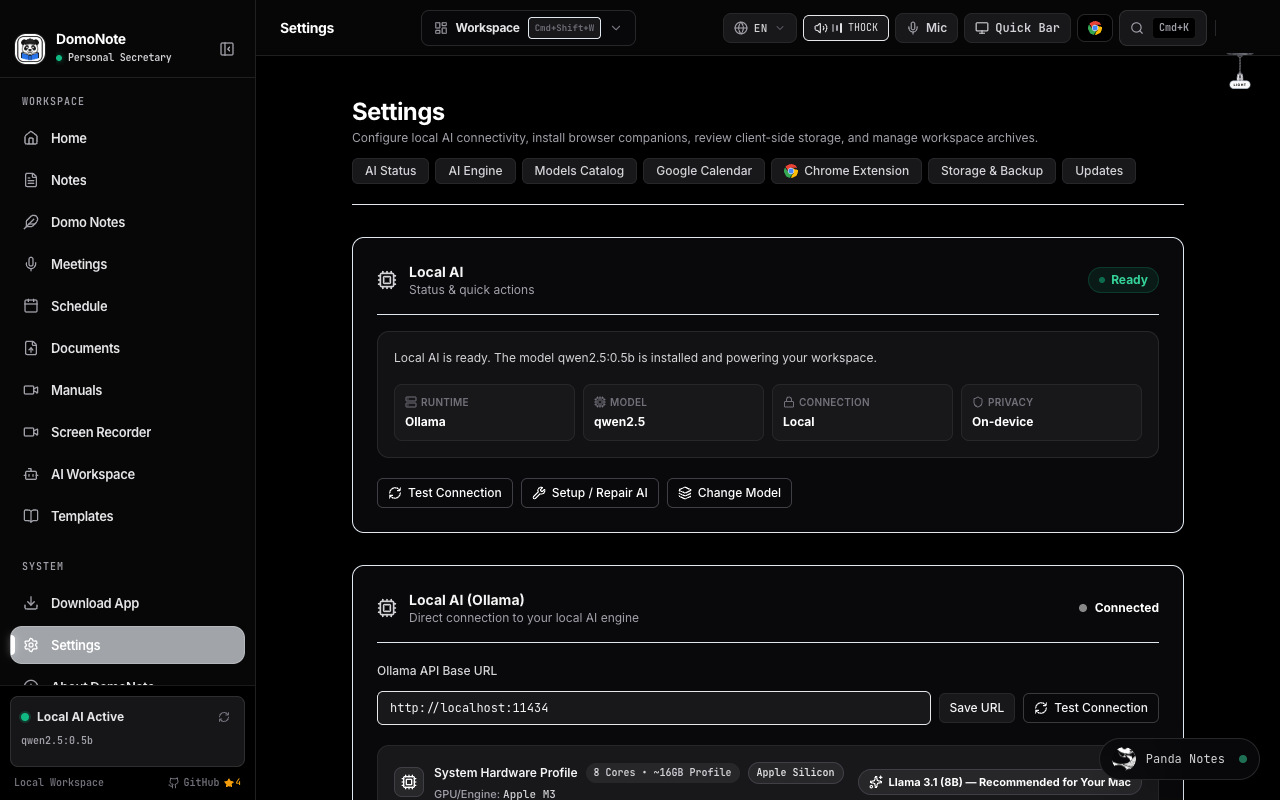 DomoNote
Personal Secretary
WORKSPACE
Home
Notes
Domo Notes
Meetings
Schedule
Documents
Manuals
Screen Recorder
AI Workspace
Templates
SYSTEM
Download App
Settings
About DomoNote
Local AI Active
qwen2.5:0.5b
Local Workspace
GitHub
4
Settings
Workspace Cmd+Shift+W
EN
THOCK
Mic
Quick Bar
Cmd+K
LIGHT
Settings
Configure local AI connectivity, install browser companions, review client-side storage, and manage workspace archives.
AI Status
AI Engine
Models Catalog
Google Calendar
Chrome Extension
Storage & Backup
Updates
Local AI
Status & quick actions
Ready
Local AI is ready. The model qwen2.5:0.5b is installed and powering your workspace.
RUNTIME
Ollama
MODEL
qwen2.5
CONNECTION
Local
PRIVACY
On-device
Test Connection
Setup / Repair AI
Change Model
Local AI (Ollama)
Direct connection to your local AI engine
Connected
Ollama API Base URL
http://localhost:11434
Save URL
Test Connection
System Hardware Profile
8 Cores • ~16GB Profile
Apple Silicon
GPU/Engine: Apple M3
Llama 3.1 (8B) — Recommended for Your Mac
Panda Notes